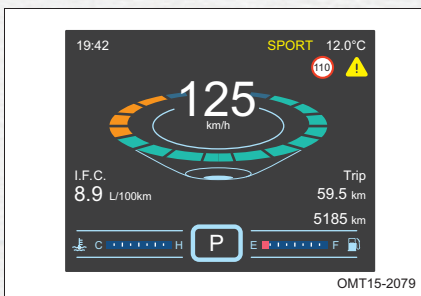 19:42 SPORT 12.0°C
110
125
km/h
I.F.C.
8.9 L/100km
Trip
59.5 km
5185 km
C H P E F
OMT15-2079